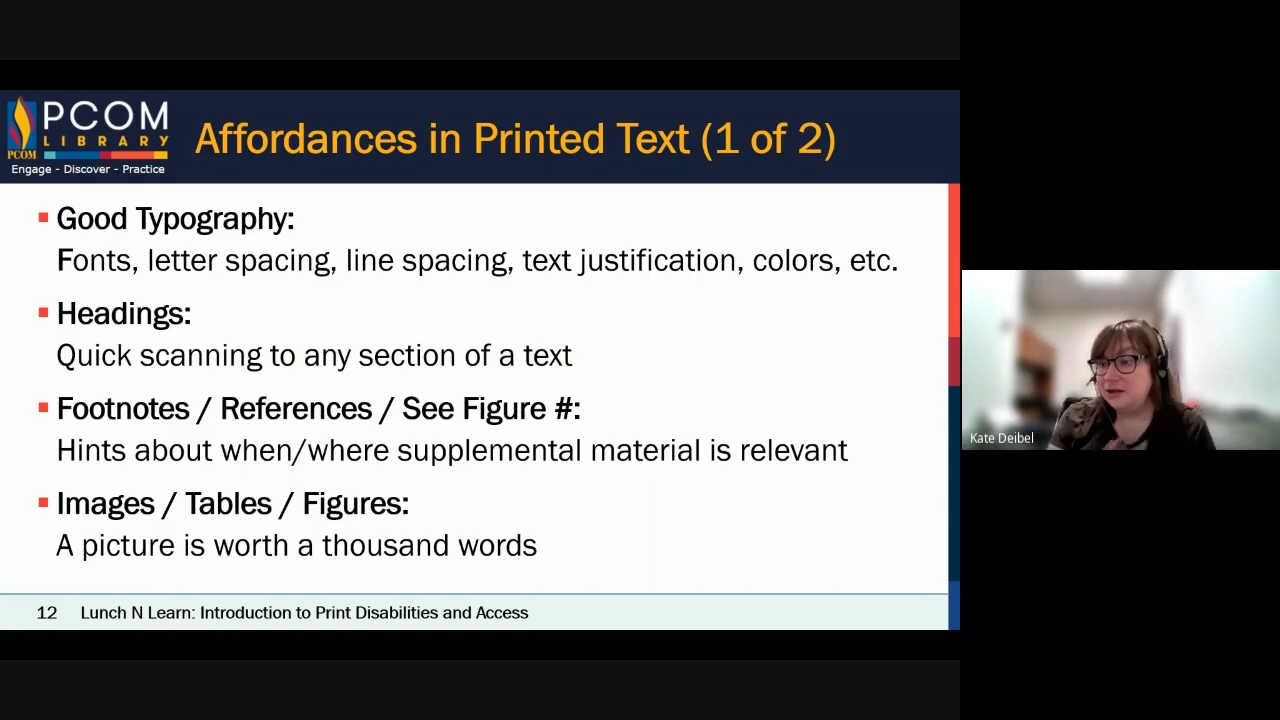 PCOM
LIBRARY
PCOM
Engage - Discover - Practice
Affordances in Printed Text (1 of 2)
Good Typography:
Fonts, letter spacing, line spacing, text justification, colors, etc.
Headings:
Quick scanning to any section of a text
Footnotes / References / See Figure #:
Hints about when/where supplemental material is relevant
Images / Tables / Figures:
A picture is worth a thousand words
12 Lunch N Learn: Introduction to Print Disabilities and Access
Kate Deibel